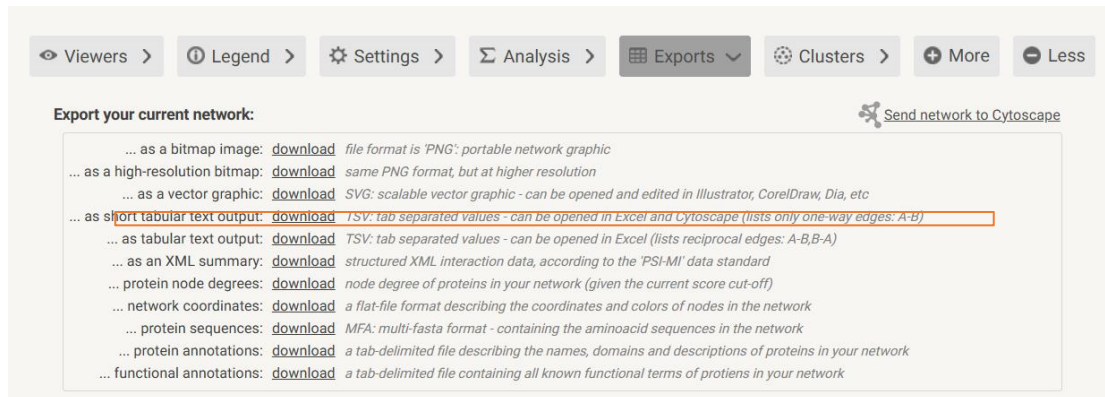 Viewers Legend Settings Analysis Exports Clusters More Less
Export your current network: Send network to Cytoscape
... as a bitmap image: download file format is 'PNG': portable network graphic
... as a high-resolution bitmap: download same PNG format, but at higher resolution
... as a vector graphic: download SVG: scalable vector graphic - can be opened and edited in Illustrator, CorelDraw, Dia, etc
... as short tabular text output: download TSV: tab separated values - can be opened in Excel and Cytoscape (lists only one-way edges: A-B)
... as tabular text output: download TSV: tab separated values - can be opened in Excel (lists reciprocal edges: A-B,B-A)
... as an XML summary: download structured XML interaction data, according to the 'PSI-MI' data standard
... protein node degrees: download node degree of proteins in your network (given the current score cut-off)
... network coordinates: download a flat-file format describing the coordinates and colors of nodes in the network
... protein sequences: download MFA: multi-fasta format - containing the aminoacid sequences in the network
... protein annotations: download a tab-delimited file describing the names, domains and descriptions of proteins in your network
... functional annotations: download a tab-delimited file containing all known functional terms of protiens in your network